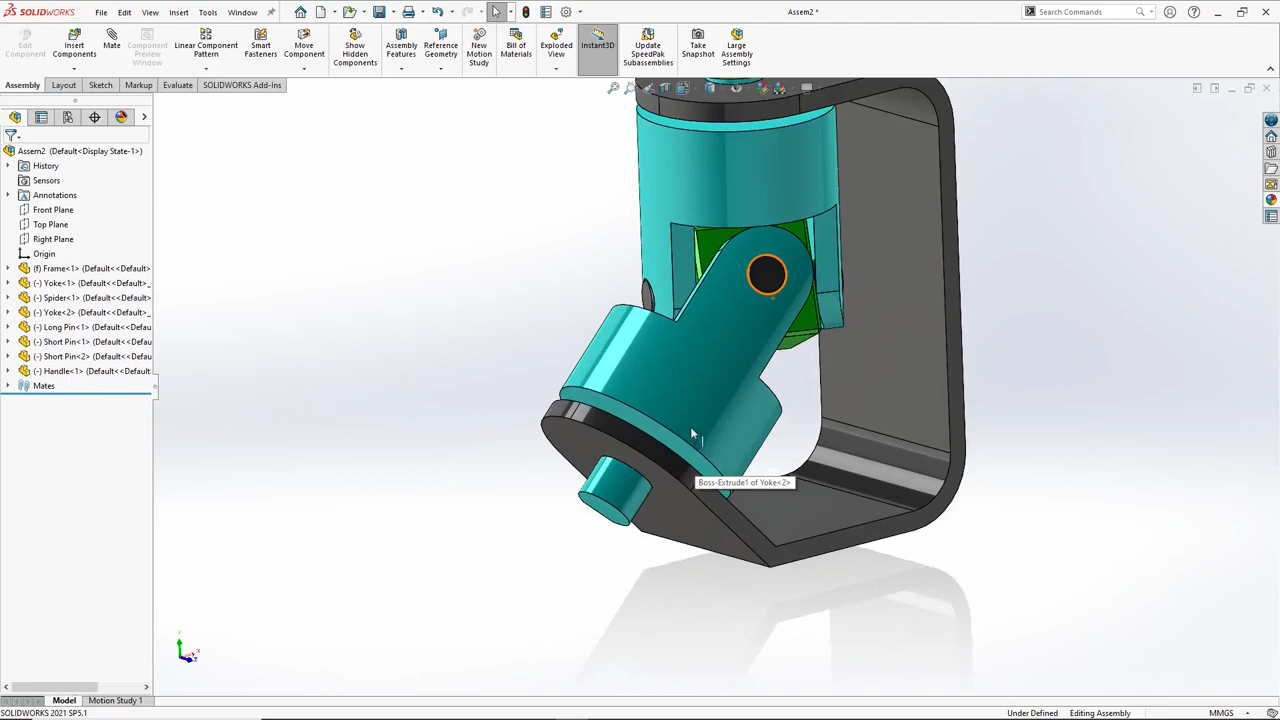 SOLIDWORKS File Edit View Insert Tools Window Assem2 * Search Commands
Edit Component
Insert Components
Mate
Component Preview Window
Linear Component Pattern
Smart Fasteners
Move Component
Show Hidden Components
Assembly Features
Reference Geometry
New Motion Study
Bill of Materials
Exploded View
Instant3D
Update SpeedPak Subassemblies
Take Snapshot
Large Assembly Settings
Assembly Layout Sketch Markup Evaluate SOLIDWORKS Add-Ins
Assem2 (Default<Display State-1>)
History
Sensors
Annotations
Front Plane
Top Plane
Right Plane
Origin
(f) Frame<1> (Default<<Default>
(-) Yoke<1> (Default<<Default>_
(-) Spider<1> (Default<<Default>
(-) Yoke<2> (Default<<Default>_
(-) Long Pin<1> (Default<<Defau
(-) Short Pin<1> (Default<<Defau
(-) Short Pin<2> (Default<<Defau
(-) Handle<1> (Default<<Default
Mates
Boss-Extrude1 of Yoke<2>
Model Motion Study 1
SOLIDWORKS 2021 SP5.1 Under Defined Editing Assembly MMGS